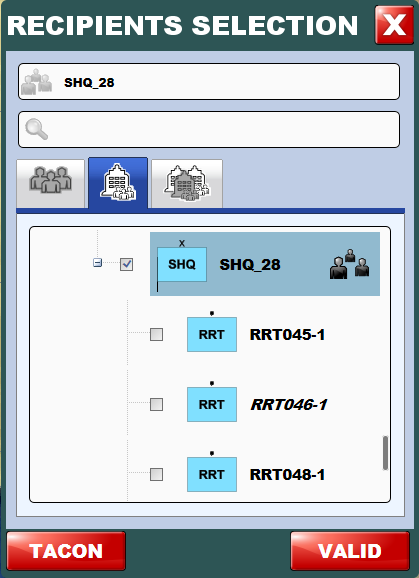 RECIPIENTS SELECTION X
SHQ_28
x
SHQ SHQ_28
RRT RRT045-1
RRT RRT046-1
RRT RRT048-1
TACON VALID